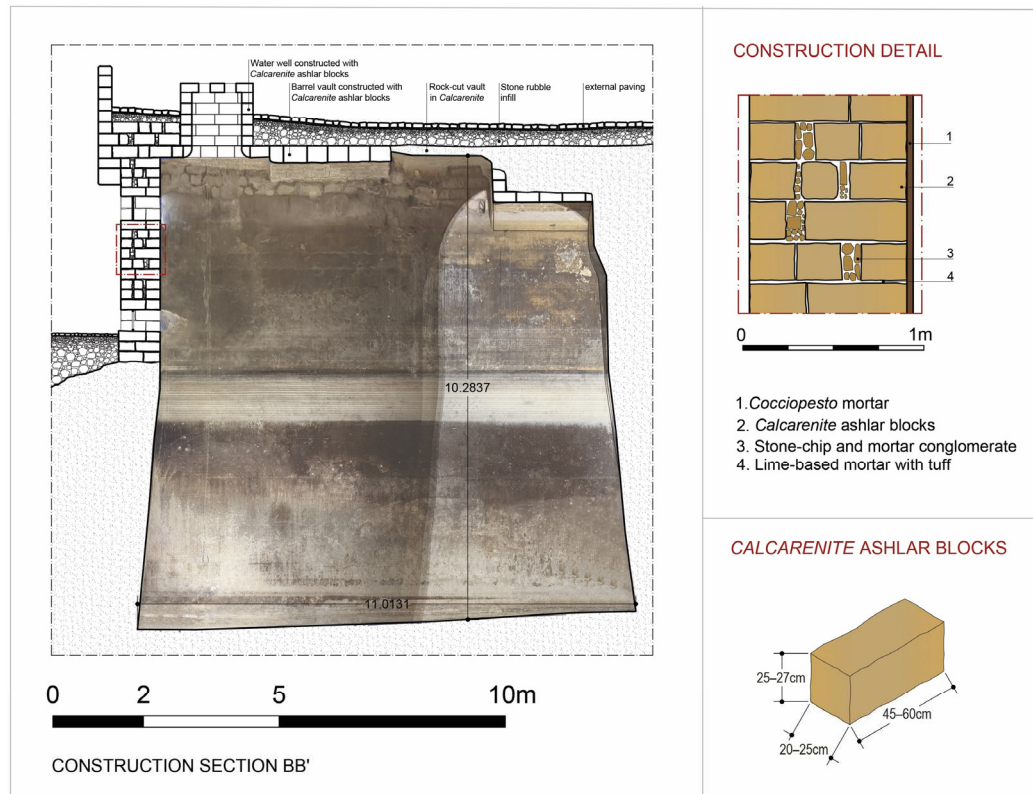 Water well constructed with
Calcarenite ashlar blocks
Barrel vault constructed with
Calcarenite ashlar blocks
Rock-cut vault
in Calcarenite
Stone rubble
infill
external paving
10.2837
11.0131
0 2 5 10m
CONSTRUCTION SECTION BB'
CONSTRUCTION DETAIL
1
2
3
4
0 1m
1.Cocciopesto mortar
2. Calcarenite ashlar blocks
3. Stone-chip and mortar conglomerate
4. Lime-based mortar with tuff
CALCARENITE ASHLAR BLOCKS
25–27cm
45–60cm
20–25cm